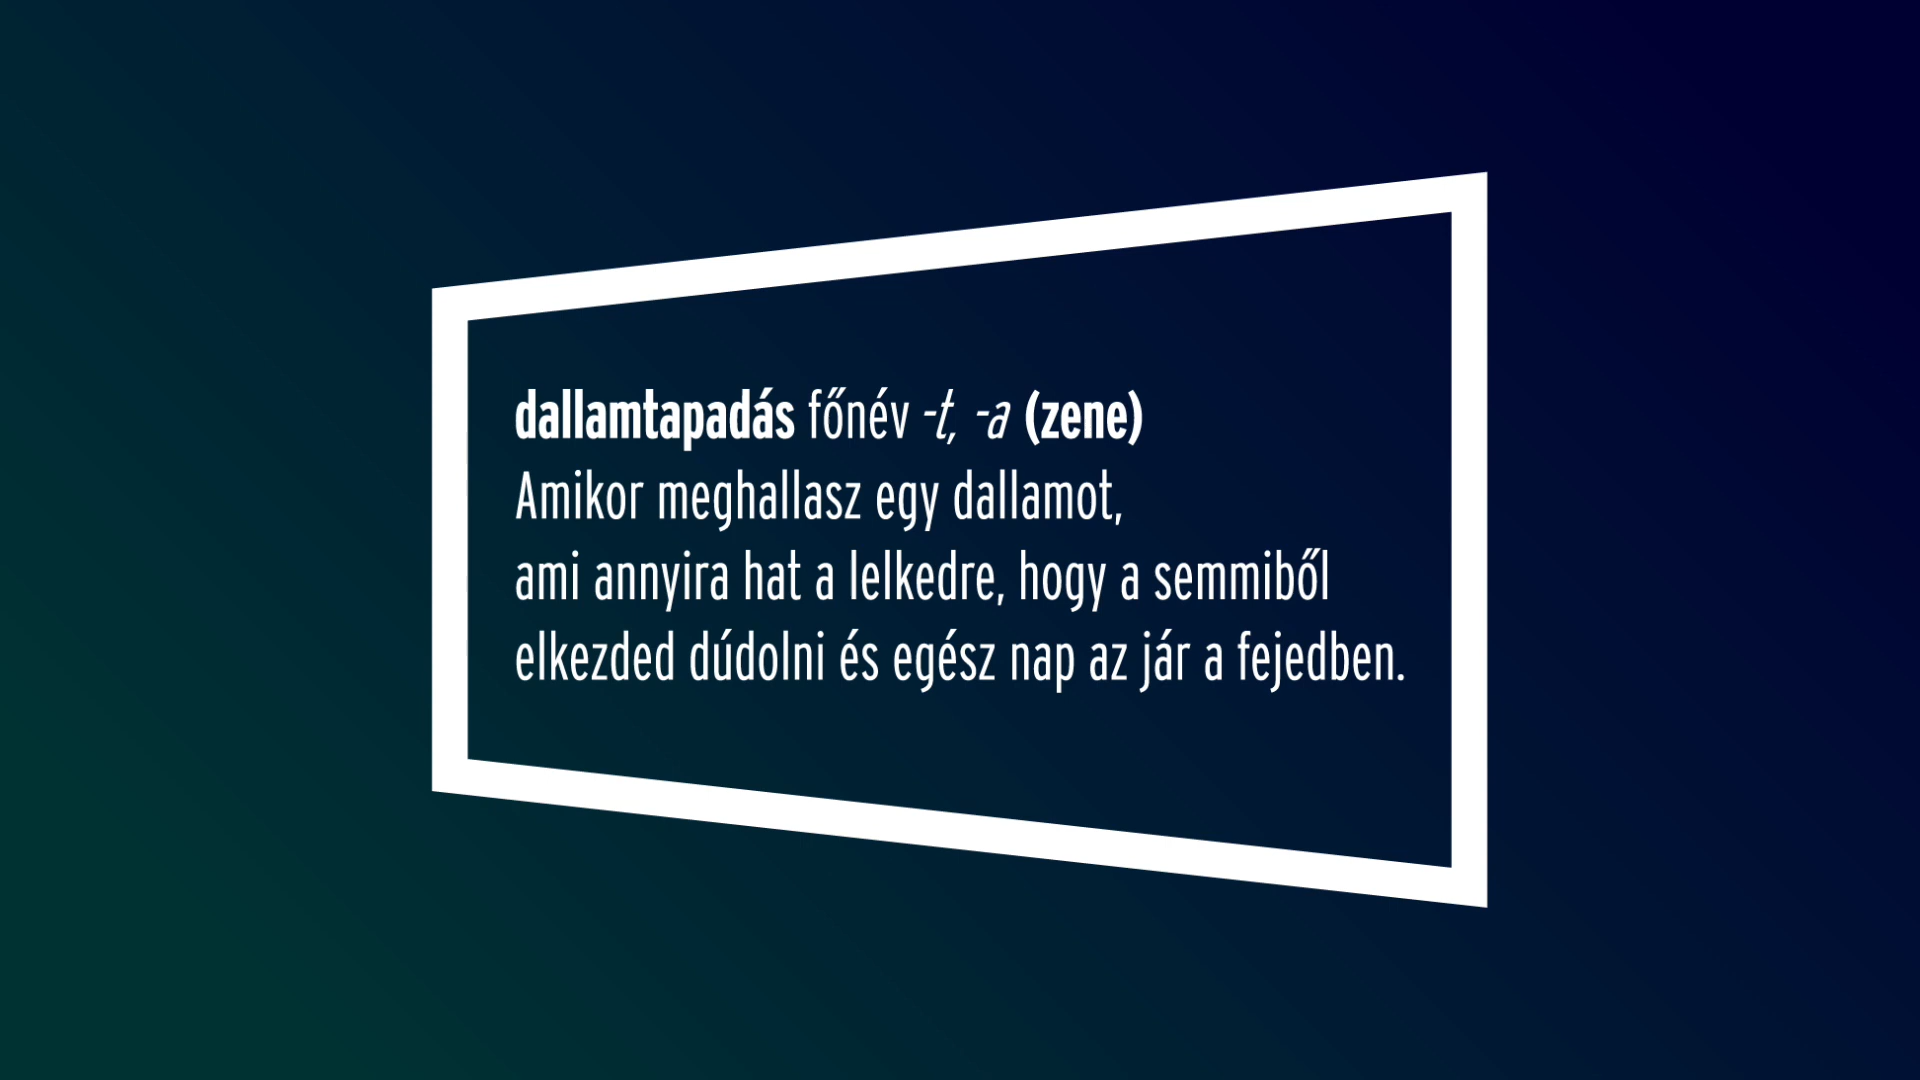 dallamtapadás főnév -t, -a (zene)
Amikor meghallasz egy dallamot,
ami annyira hat a lelkedre, hogy a semmiből
elkezded dúdolni és egész nap az jár a fejedben.